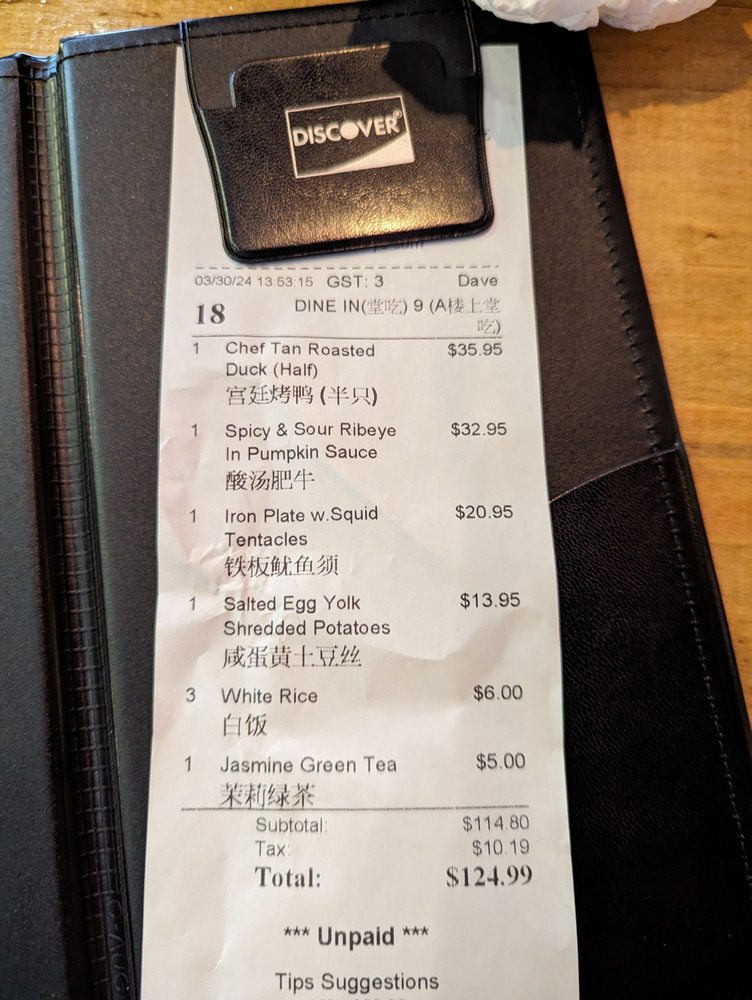 DISCOVER®
03/30/24 13:53:15 GST: 3 Dave
18 DINE IN(堂吃) 9 (A楼上堂
吃)
1 Chef Tan Roasted $35.95
Duck (Half)
宫廷烤鸭 (半只)
1 Spicy & Sour Ribeye $32.95
In Pumpkin Sauce
酸汤肥牛
1 Iron Plate w.Squid $20.95
Tentacles
铁板鱿鱼须
1 Salted Egg Yolk $13.95
Shredded Potatoes
咸蛋黄土豆丝
3 White Rice $6.00
白饭
1 Jasmine Green Tea $5.00
茉莉绿茶
Subtotal: $114.80
Tax: $10.19
Total: $124.99
*** Unpaid ***
Tips Suggestions